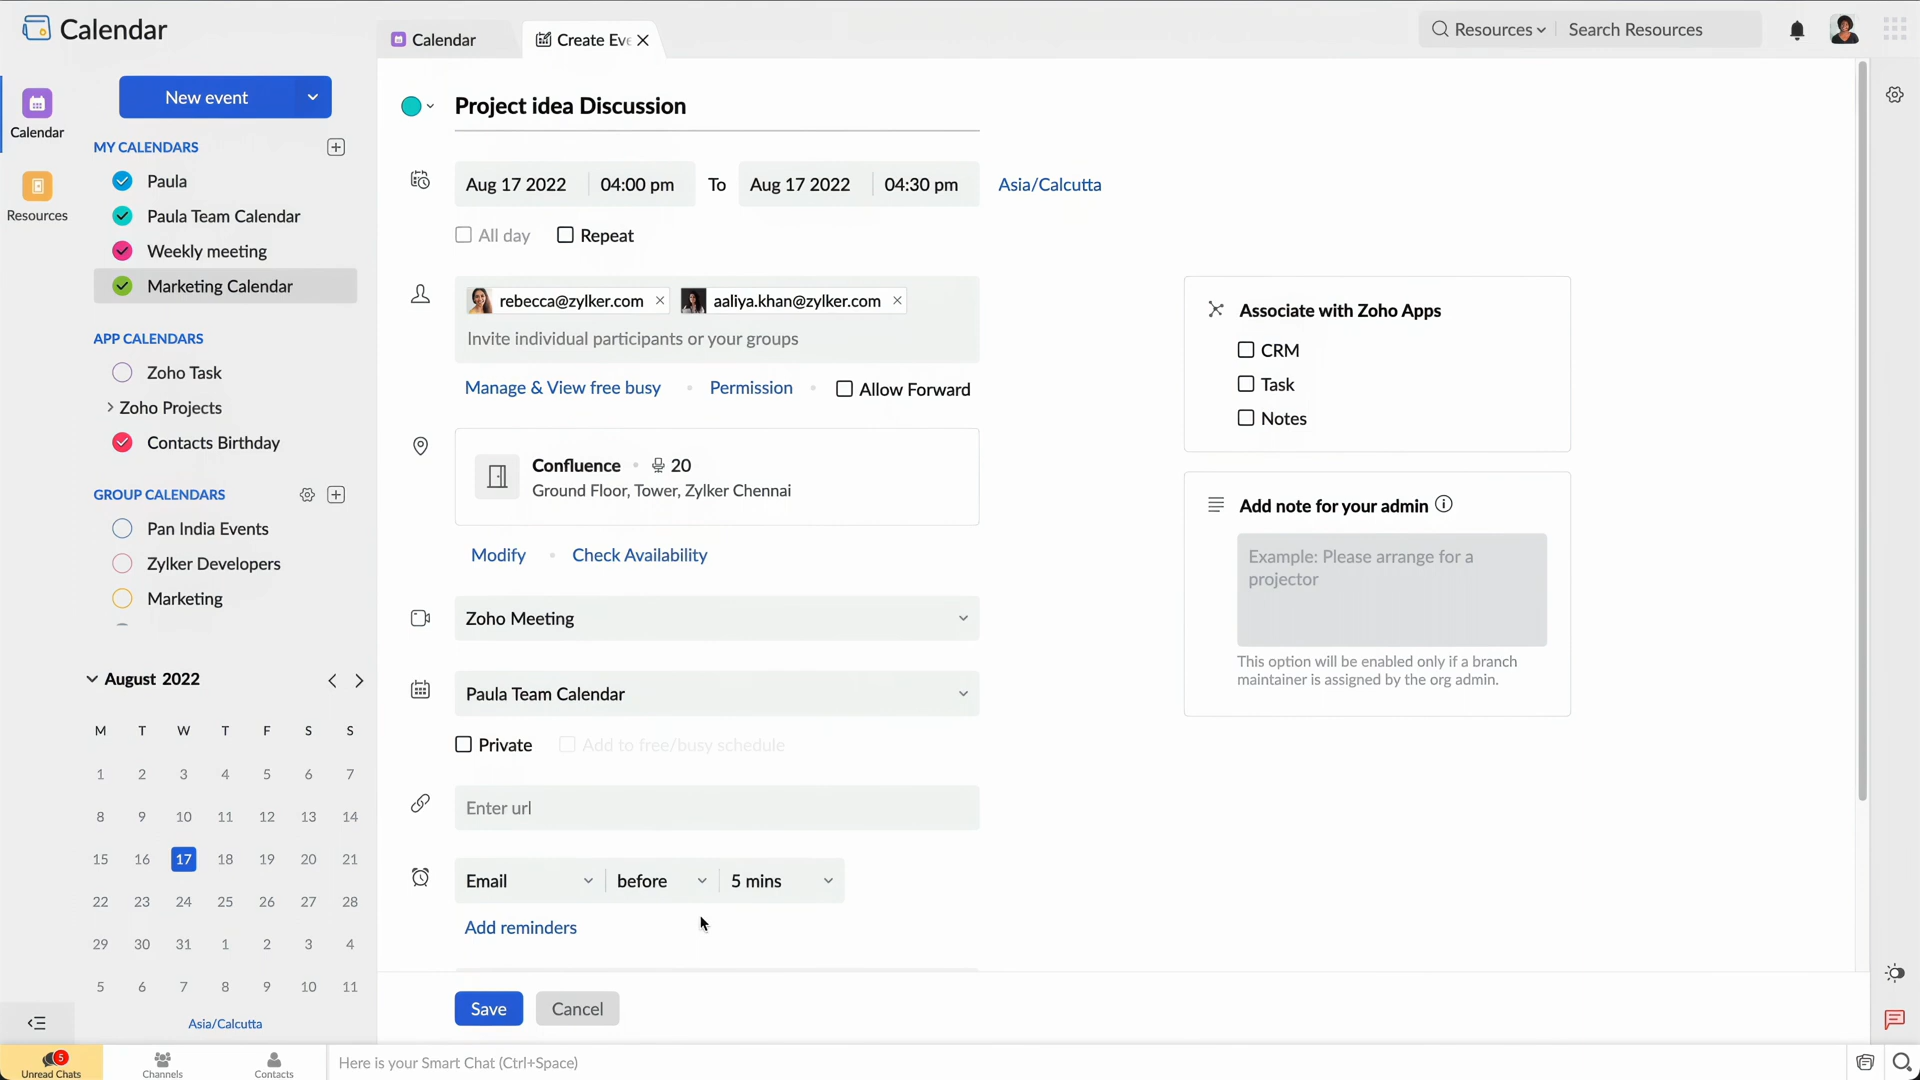 Calendar
Calendar
Create Eve
Resources
Search Resources
Calendar
Resources
New event
MY CALENDARS
Paula
Paula Team Calendar
Weekly meeting
Marketing Calendar
APP CALENDARS
Zoho Task
Zoho Projects
Contacts Birthday
GROUP CALENDARS
Pan India Events
Zylker Developers
Marketing
August 2022
M T W T F S S
1 2 3 4 5 6 7
8 9 10 11 12 13 14
15 16 17 18 19 20 21
22 23 24 25 26 27 28
29 30 31 1 2 3 4
5 6 7 8 9 10 11
Asia/Calcutta
Project idea Discussion
Aug 17 2022 04:00 pm To Aug 17 2022 04:30 pm Asia/Calcutta
All day Repeat
rebecca@zylker.com aaliya.khan@zylker.com
Invite individual participants or your groups
Manage & View free busy • Permission • Allow Forward
Confluence • 20
Ground Floor, Tower, Zylker Chennai
Modify • Check Availability
Zoho Meeting
Paula Team Calendar
Private Add to free/busy schedule
Enter url
Email before 5 mins
Add reminders
Save Cancel
Associate with Zoho Apps
CRM
Task
Notes
Add note for your admin
Example: Please arrange for a
projector
This option will be enabled only if a branch
maintainer is assigned by the org admin.
5
Unread Chats
Channels
Contacts
Here is your Smart Chat (Ctrl+Space)